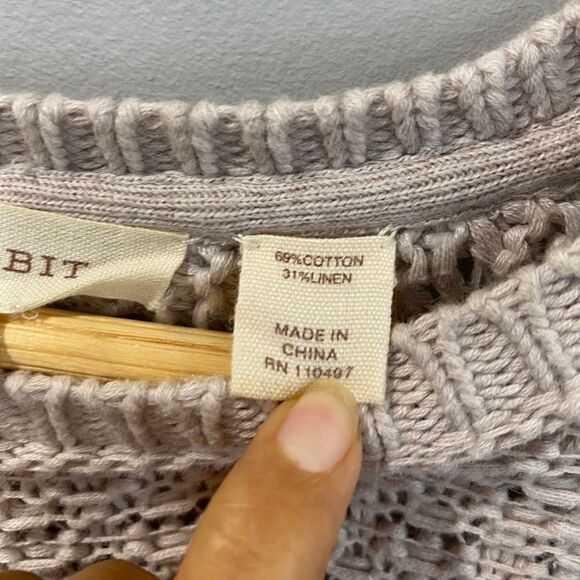 BIT
69%COTTON
31%LINEN
MADE IN
CHINA
RN 110497